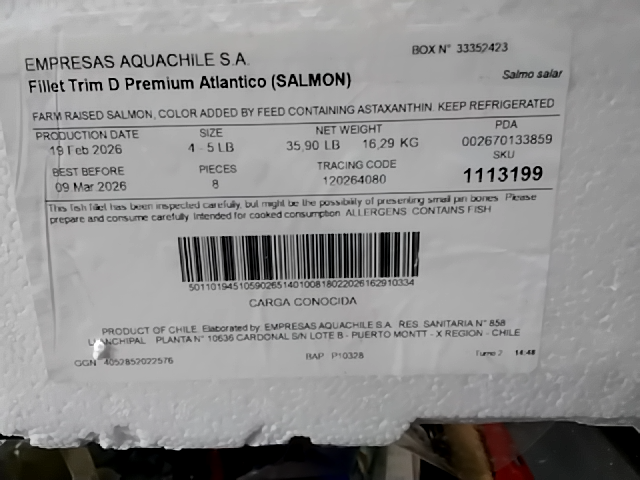 EMPRESAS AQUACHILE S.A.
BOX N° 33352423
Fillet Trim D Premium Atlantico (SALMON)
Salmo salar
FARM RAISED SALMON, COLOR ADDED BY FEED CONTAINING ASTAXANTHIN. KEEP REFRIGERATED
PRODUCTION DATE SIZE NET WEIGHT PDA
19 Feb 2026 4 - 5 LB 35,90 LB 16,29 KG 002670133859
BEST BEFORE PIECES TRACING CODE SKU
09 Mar 2026 8 120264080 1113199
This fish fillet has been inspected carefully, but might be the possibility of presenting small pin bones. Please
prepare and consume carefully. Intended for cooked consumption. ALLERGENS: CONTAINS FISH
CARGA CONOCIDA
PRODUCT OF CHILE. Elaborated by: EMPRESAS AQUACHILE S.A. RES. SANITARIA N° 858
PLANTA N° 10636 CARDONAL S/N LOTE B - PUERTO MONTT - X REGION - CHILE
GGN 4052852022576 BAP P10328 Turno 2 14:48